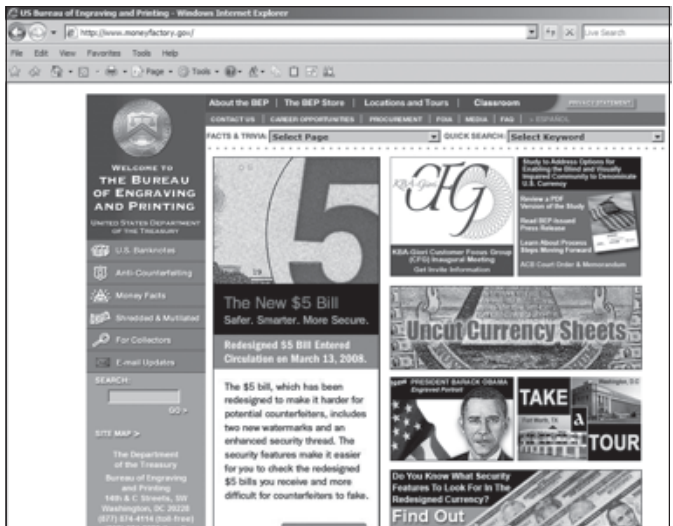 US Bureau of Engraving and Printing - Windows Internet Explorer
http://www.moneyfactory.gov/
Live Search
File Edit View Favorites Tools Help
Page Tools
About the BEP | The BEP Store | Locations and Tours | Classroom
PRIVACY STATEMENT
CONTACT US | CAREER OPPORTUNITIES | PROCUREMENT | FOIA | MEDIA | FAQ | > ESPAÑOL
FACTS & TRIVIA: Select Page QUICK SEARCH: Select Keyword
WELCOME TO
THE BUREAU
OF ENGRAVING
AND PRINTING
UNITED STATES DEPARTMENT
OF THE TREASURY
U.S. Banknotes
Anti-Counterfeiting
Money Facts
Shredded & Mutilated
For Collectors
E-mail Updates
SEARCH:
GO >
SITE MAP >
The Department
of the Treasury
Bureau of Engraving
and Printing
14th & C Streets, SW
Washington, DC 20228
(877) 874-4114 (toll-free)
5
19
The New $5 Bill
Safer. Smarter. More Secure.
Redesigned $5 Bill Entered
Circulation on March 13, 2008.
The $5 bill, which has been
redesigned to make it harder for
potential counterfeiters, includes
two new watermarks and an
enhanced security thread. The
security features make it easier
for you to check the redesigned
$5 bills you receive and more
difficult for counterfeiters to fake.
KBA-Giori
CFG
KBA-Giori Customer Focus Group
(CFG) Inaugural Meeting
Get Invite Information
Study to Address Options for
Enabling the Blind and Visually
Impaired Community to Denominate
U.S. Currency
Review a PDF
Version of the Study
Read BEP-Issued
Press Release
Learn About Process
Steps Moving Forward
ACB Court Order & Memorandum
Uncut Currency Sheets
New PRESIDENT BARACK OBAMA
Engraved Portrait
Washington, D.C
TAKE
Fort Worth, TX
a
TOUR
Do You Know What Security
Features To Look For In The
Redesigned Currency?
Find Out